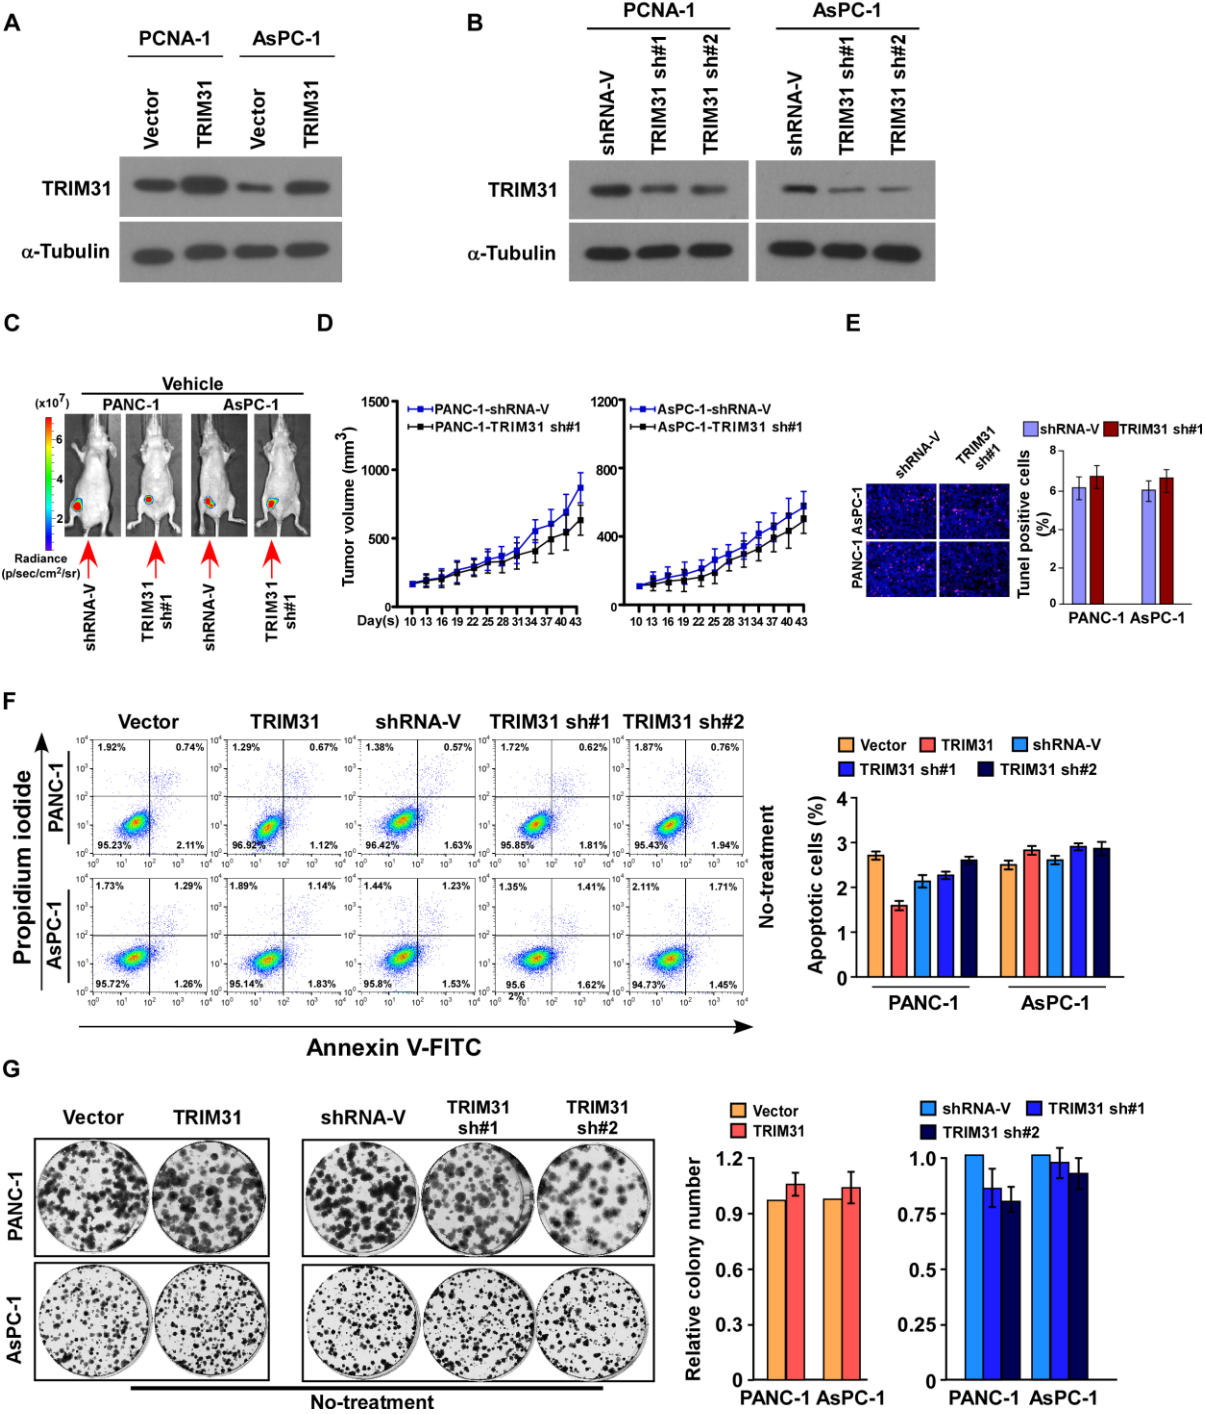 A
PCNA-1 AsPC-1
Vector TRIM31 Vector TRIM31
TRIM31
α-Tubulin
B
PCNA-1 AsPC-1
shRNA-V TRIM31 sh#1 TRIM31 sh#2 shRNA-V TRIM31 sh#1 TRIM31 sh#2
TRIM31
α-Tubulin
C
Vehicle
(x10⁷) PANC-1 AsPC-1
6
4
2
Radiance
(p/sec/cm²/sr)
shRNA-V TRIM31 sh#1 shRNA-V TRIM31 sh#1
D
Tumor volume (mm³)
1500
1000
500
0
PANC-1-shRNA-V
PANC-1-TRIM31 sh#1
Day(s) 10 13 16 19 22 25 28 31 34 37 40 43
1200
800
400
0
AsPC-1-shRNA-V
AsPC-1-TRIM31 sh#1
10 13 16 19 22 25 28 31 34 37 40 43
E
shRNA-V TRIM31 sh#1
PANC-1 AsPC-1
shRNA-V TRIM31 sh#1
Tunel positive cells (%)
8
6
4
2
0
PANC-1 AsPC-1
F
Vector TRIM31 shRNA-V TRIM31 sh#1 TRIM31 sh#2
Propidium iodide
PANC-1
1.92% 0.74% 1.29% 0.67% 1.38% 0.57% 1.72% 0.62% 1.87% 0.76%
95.23% 2.11% 96.92% 1.12% 96.42% 1.63% 95.85% 1.81% 95.43% 1.94%
AsPC-1
1.73% 1.29% 1.89% 1.14% 1.44% 1.23% 1.35% 1.41% 2.11% 1.71%
95.72% 1.26% 95.14% 1.83% 95.8% 1.53% 95.6 2% 1.62% 94.73% 1.45%
Annexin V-FITC
No-treatment
Vector TRIM31 shRNA-V
TRIM31 sh#1 TRIM31 sh#2
Apoptotic cells (%)
4
3
2
1
0
PANC-1 AsPC-1
G
Vector TRIM31 shRNA-V TRIM31 sh#1 TRIM31 sh#2
PANC-1
AsPC-1
No-treatment
Vector
TRIM31
Relative colony number
1.2
0.9
0.6
0.3
0
PANC-1 AsPC-1
shRNA-V TRIM31 sh#1
TRIM31 sh#2
1.0
0.75
0.5
0.25
0
PANC-1 AsPC-1